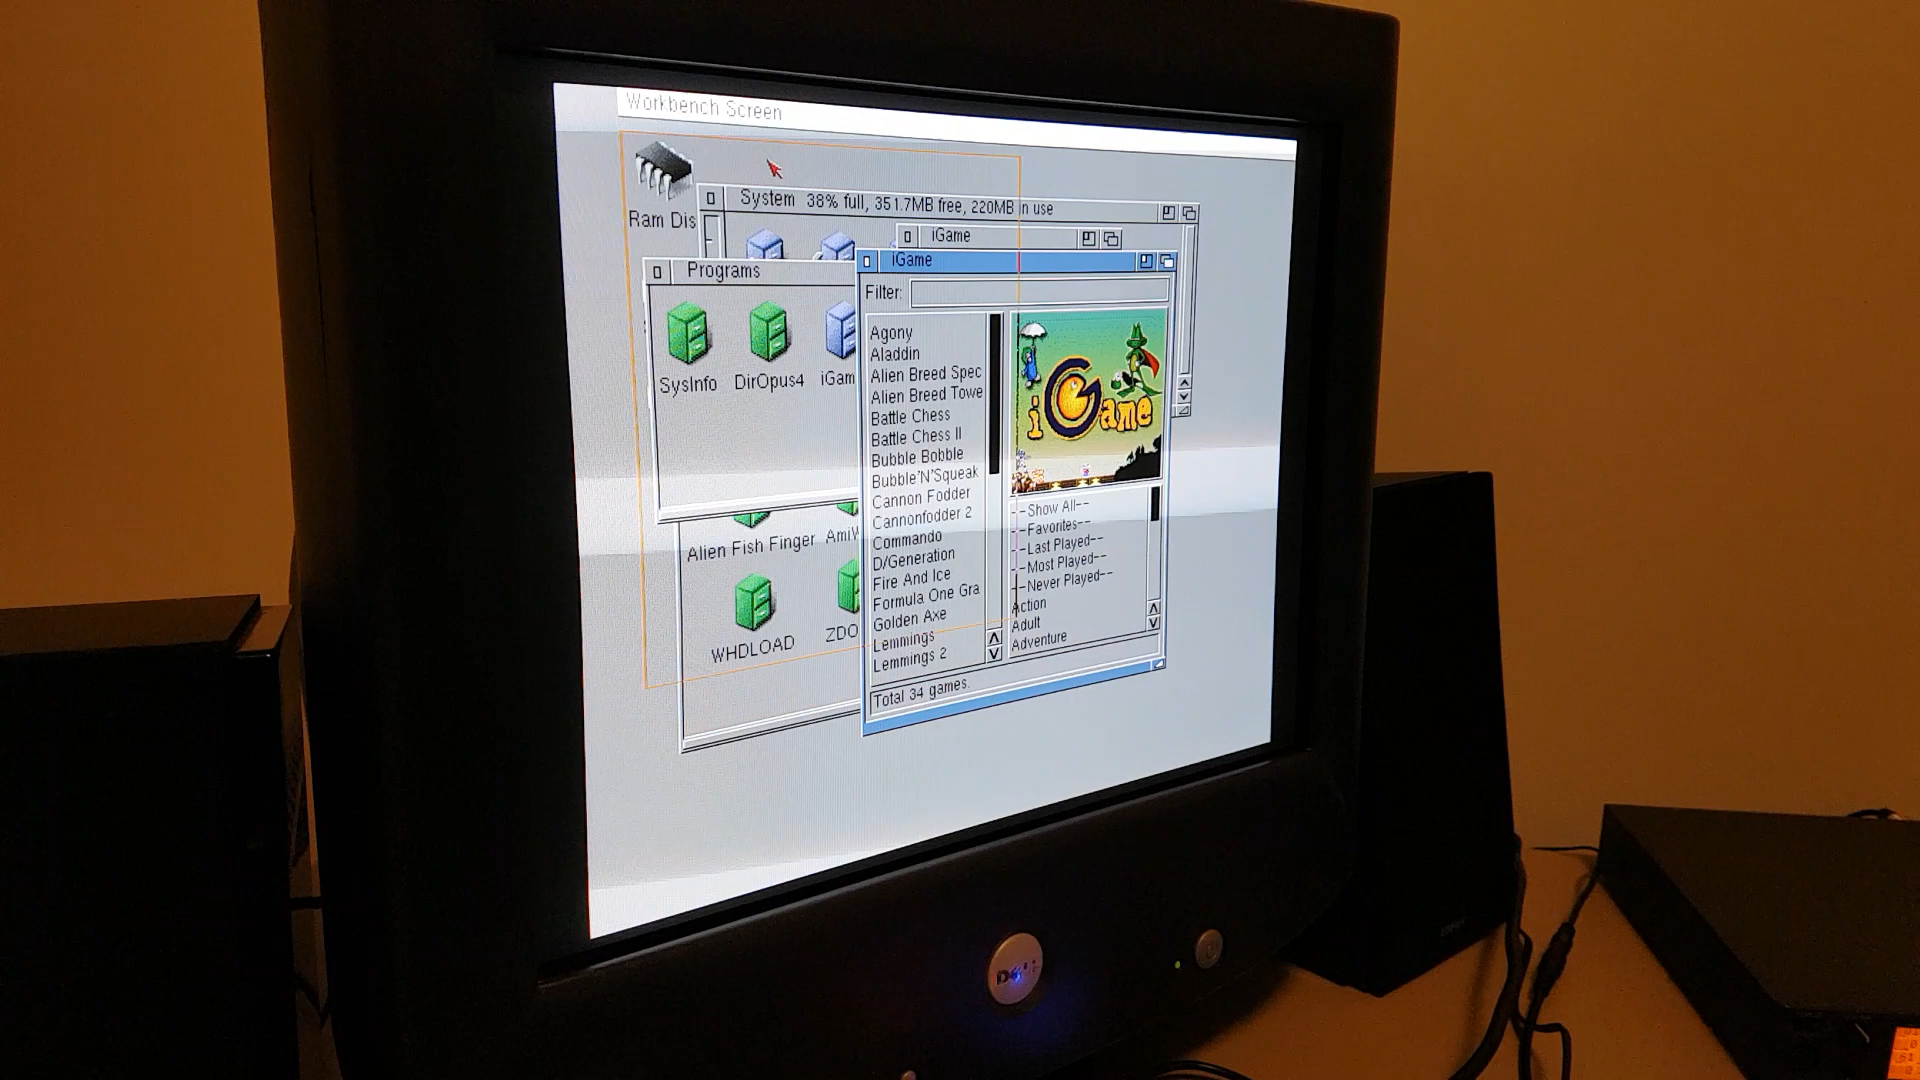 Workbench Screen
Ram Dis
System 38% full, 351.7MB free, 220MB in use
iGame
iGame
Programs
Filter:
SysInfo
DirOpus4
iGam
Agony
Aladdin
Alien Breed Spec
Alien Breed Towe
Battle Chess
Battle Chess II
Bubble Bobble
Bubble'N'Squeak
Cannon Fodder
Cannonfodder 2
Commando
D/Generation
Fire And Ice
Formula One Gra
Golden Axe
Lemmings
Lemmings 2
iGame
--Show All--
--Favorites--
--Last Played--
--Most Played--
--Never Played--
Action
Adult
Adventure
Alien Fish Finger
AmiW
WHDLOAD
ZDO
Total 34 games.
DELL